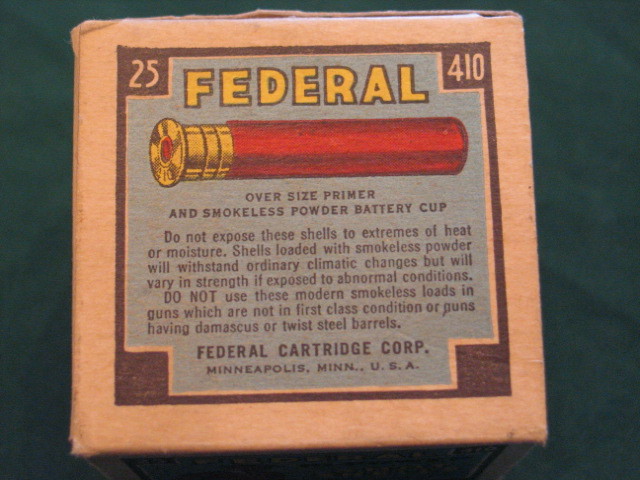 25 FEDERAL 410
OVER SIZE PRIMER
AND SMOKELESS POWDER BATTERY CUP
Do not expose these shells to extremes of heat
or moisture. Shells loaded with smokeless powder
will withstand ordinary climatic changes but will
vary in strength if exposed to abnormal conditions.
DO NOT use these modern smokeless loads in
guns which are not in first class condition or guns
having damascus or twist steel barrels.
FEDERAL CARTRIDGE CORP.
MINNEAPOLIS, MINN., U. S. A.